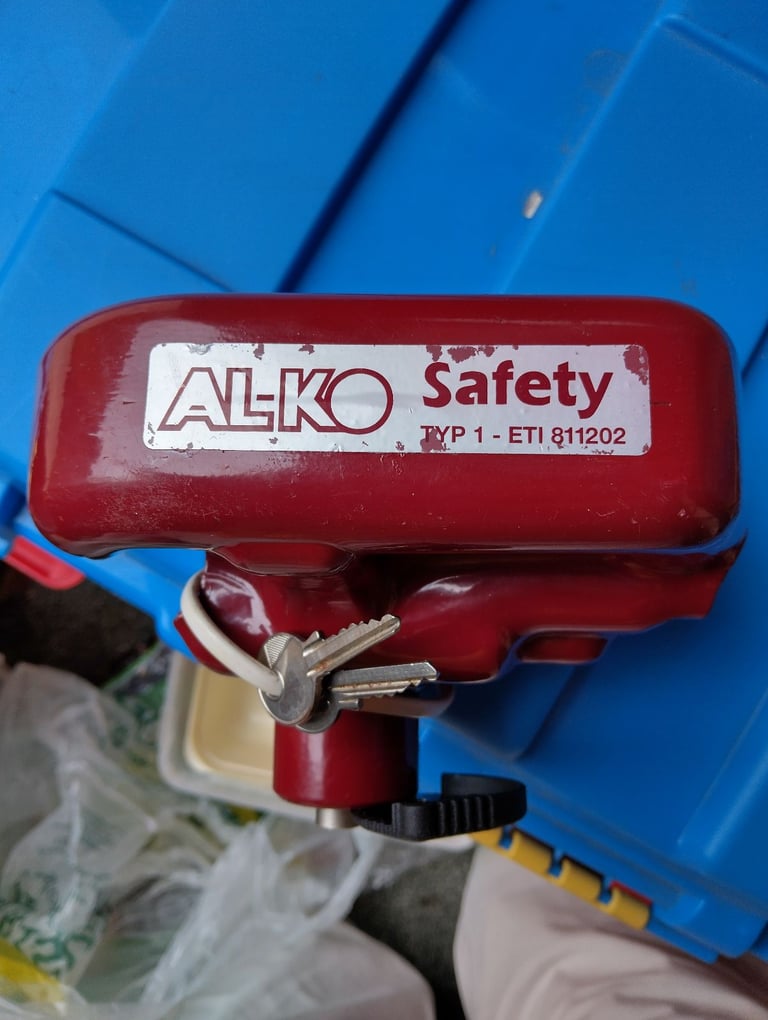 AL-KO Safety
TYP 1 - ETI 811202